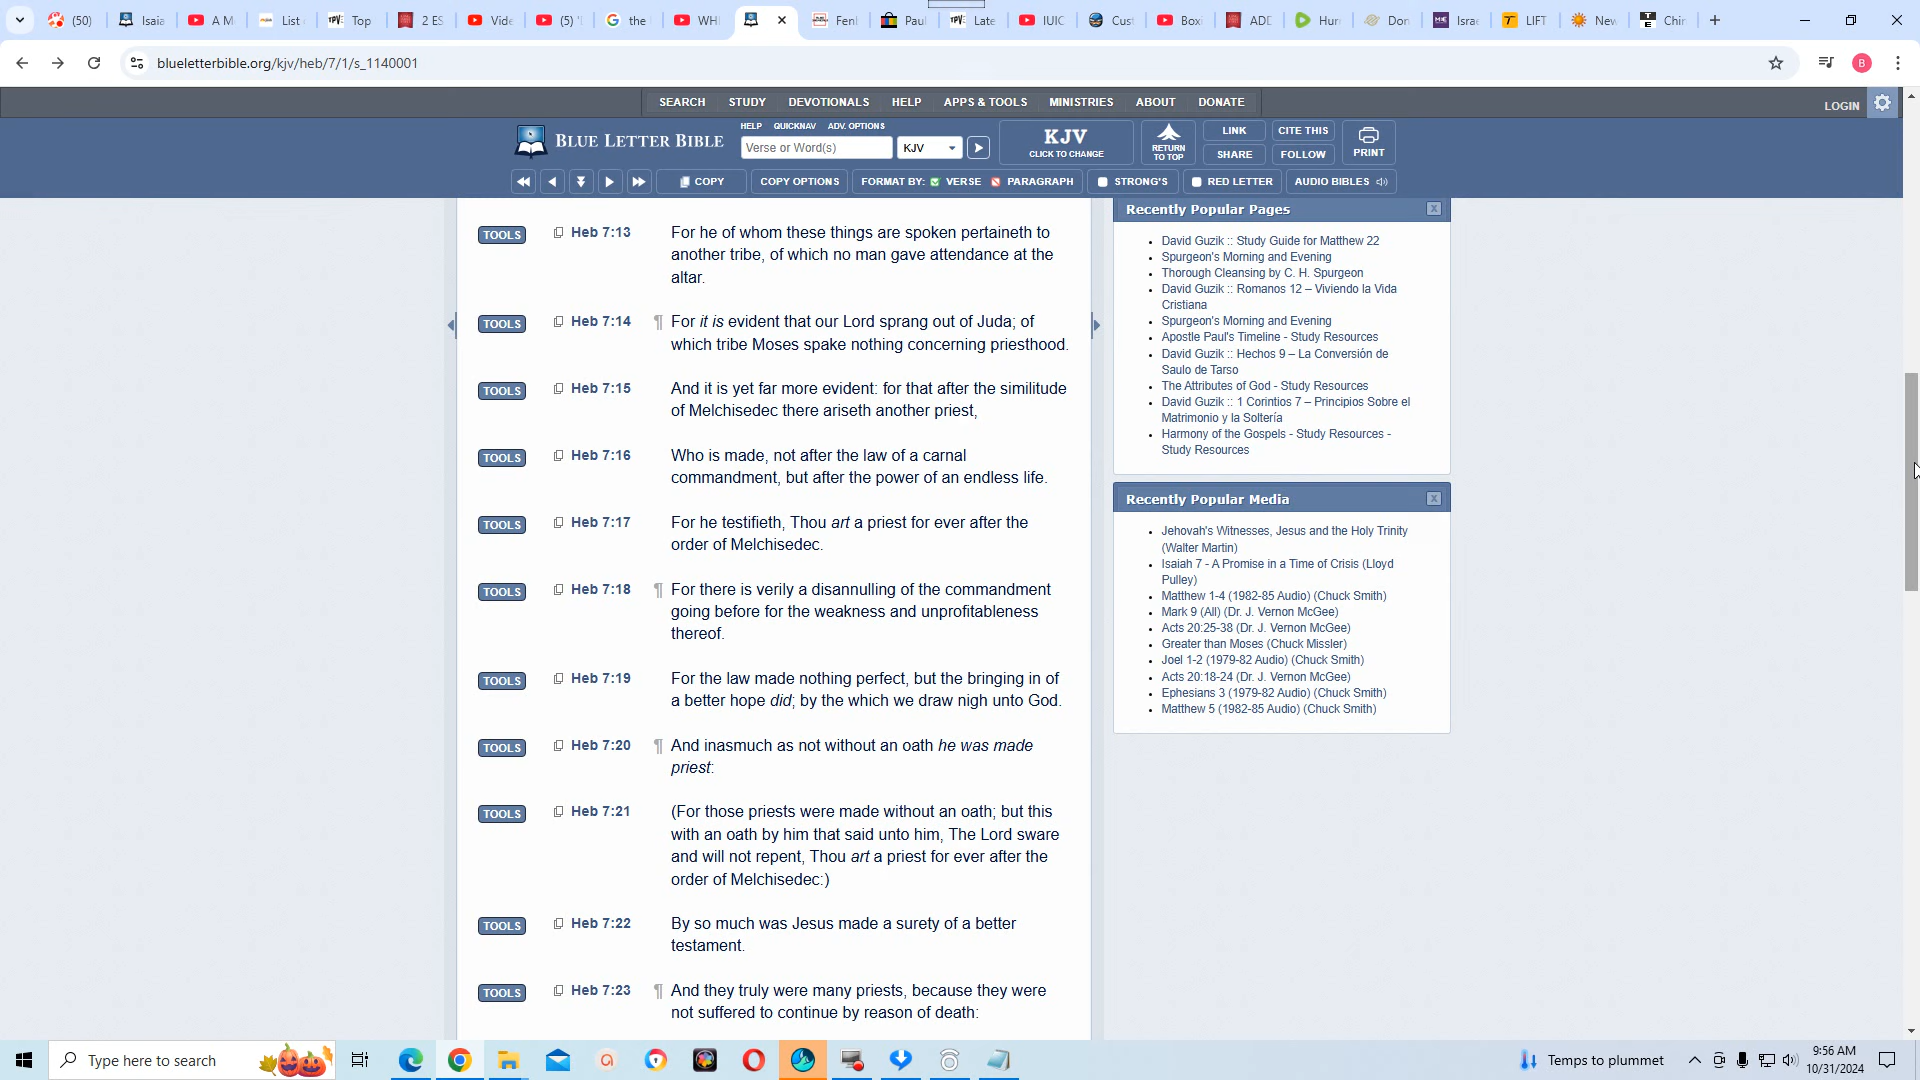 (50)
Isaia
A M
List
Top
2 ES
Vide
(5) '
the
WHI
Fenl
Paul
Late
IUIC
Cust
Box
ADD
Hurr
Don
Isra
LIFT
New
Chir
blueletterbible.org/kjv/heb/7/1/s_1140001
B
SEARCH STUDY DEVOTIONALS HELP APPS & TOOLS MINISTRIES ABOUT DONATE
LOGIN
BLUE LETTER BIBLE
HELP QUICKNAV ADV. OPTIONS
Verse or Word(s)
KJV
KJV
CLICK TO CHANGE
RETURN
TO TOP
LINK
CITE THIS
SHARE
FOLLOW
PRINT
COPY COPY OPTIONS FORMAT BY: VERSE PARAGRAPH STRONG'S RED LETTER AUDIO BIBLES
TOOLS Heb 7:13 For he of whom these things are spoken pertaineth to
another tribe, of which no man gave attendance at the
altar.
TOOLS Heb 7:14 ¶ For it is evident that our Lord sprang out of Juda; of
which tribe Moses spake nothing concerning priesthood.
TOOLS Heb 7:15 And it is yet far more evident: for that after the similitude
of Melchisedec there ariseth another priest,
TOOLS Heb 7:16 Who is made, not after the law of a carnal
commandment, but after the power of an endless life.
TOOLS Heb 7:17 For he testifieth, Thou art a priest for ever after the
order of Melchisedec.
TOOLS Heb 7:18 ¶ For there is verily a disannulling of the commandment
going before for the weakness and unprofitableness
thereof.
TOOLS Heb 7:19 For the law made nothing perfect, but the bringing in of
a better hope did; by the which we draw nigh unto God.
TOOLS Heb 7:20 ¶ And inasmuch as not without an oath he was made
priest:
TOOLS Heb 7:21 (For those priests were made without an oath; but this
with an oath by him that said unto him, The Lord sware
and will not repent, Thou art a priest for ever after the
order of Melchisedec:)
TOOLS Heb 7:22 By so much was Jesus made a surety of a better
testament.
TOOLS Heb 7:23 ¶ And they truly were many priests, because they were
not suffered to continue by reason of death:
Recently Popular Pages
David Guzik :: Study Guide for Matthew 22
Spurgeon's Morning and Evening
Thorough Cleansing by C. H. Spurgeon
David Guzik :: Romanos 12 – Viviendo la Vida
Cristiana
Spurgeon's Morning and Evening
Apostle Paul's Timeline - Study Resources
David Guzik :: Hechos 9 – La Conversión de
Saulo de Tarso
The Attributes of God - Study Resources
David Guzik :: 1 Corintios 7 – Principios Sobre el
Matrimonio y la Soltería
Harmony of the Gospels - Study Resources -
Study Resources
Recently Popular Media
Jehovah's Witnesses, Jesus and the Holy Trinity
(Walter Martin)
Isaiah 7 - A Promise in a Time of Crisis (Lloyd
Pulley)
Matthew 1-4 (1982-85 Audio) (Chuck Smith)
Mark 9 (All) (Dr. J. Vernon McGee)
Acts 20:25-38 (Dr. J. Vernon McGee)
Greater than Moses (Chuck Missler)
Joel 1-2 (1979-82 Audio) (Chuck Smith)
Acts 20:18-24 (Dr. J. Vernon McGee)
Ephesians 3 (1979-82 Audio) (Chuck Smith)
Matthew 5 (1982-85 Audio) (Chuck Smith)
Type here to search
Temps to plummet
9:56 AM
10/31/2024